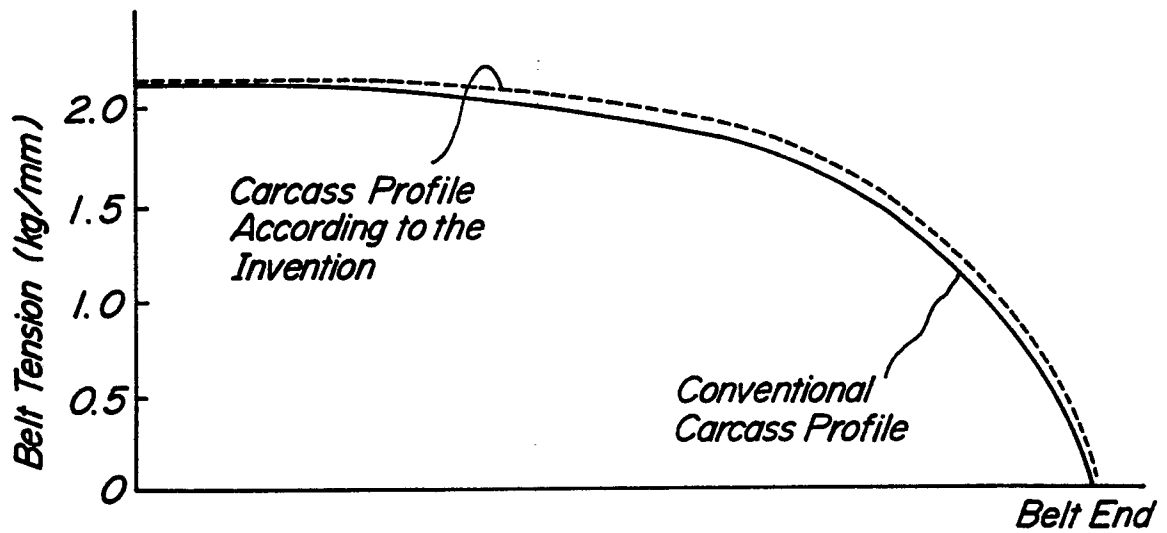 Belt Tension (kg/mm)
2.0
1.5
1.0
0.5
0
Carcass Profile
According to the
Invention
Conventional
Carcass Profile
Belt End